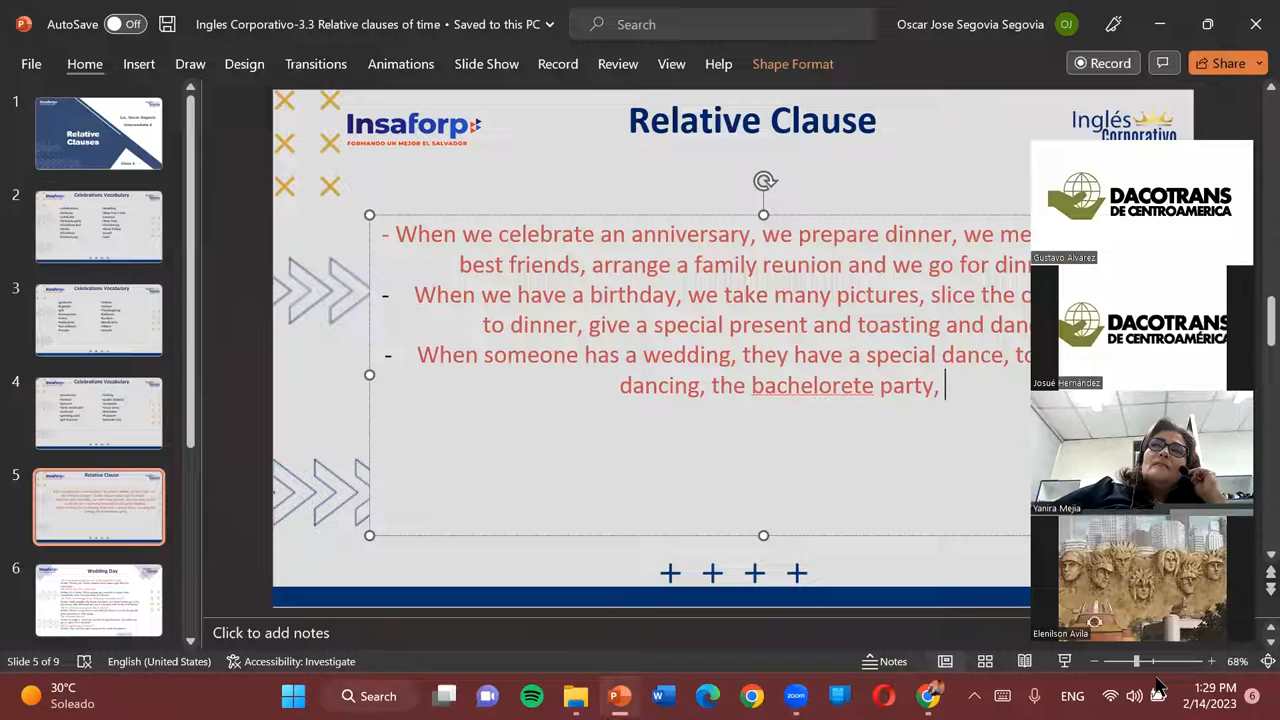 AutoSave Off Ingles Corporativo-3.3 Relative clauses of time • Saved to this PC Search Oscar Jose Segovia Segovia OJ
File Home Insert Draw Design Transitions Animations Slide Show Record Review View Help Shape Format Record Share
1
Relative
Clauses
2
Celebrations Vocabulary
3
4
Celebrations Vocabulary
5
Relative Clause
6
Wedding Day
Insaforp
FORMANDO UN MEJOR EL SALVADOR
Relative Clause
Inglés
Corporativo
- When we celebrate an anniversary, we prepare dinner, we
best friends, arrange a family reunion and we go for
- When we have a birthday, we take many pictures, slice the
to dinner, give a special present and toasting and
- When someone has a wedding, they have a special dance,
dancing, the bachelorete party,
DACOTRANS
DE CENTROAMERICA
Gustavo Alvarez
DACOTRANS
DE CENTROAMÉRICA
Josué Hernández
Yanira Mejia
Elenilson Avila
Click to add notes
Slide 5 of 9 English (United States) Accessibility: Investigate Notes 68%
30°C
Soleado
Search
zoom
ENG
1:29 PM
2/14/2023
6